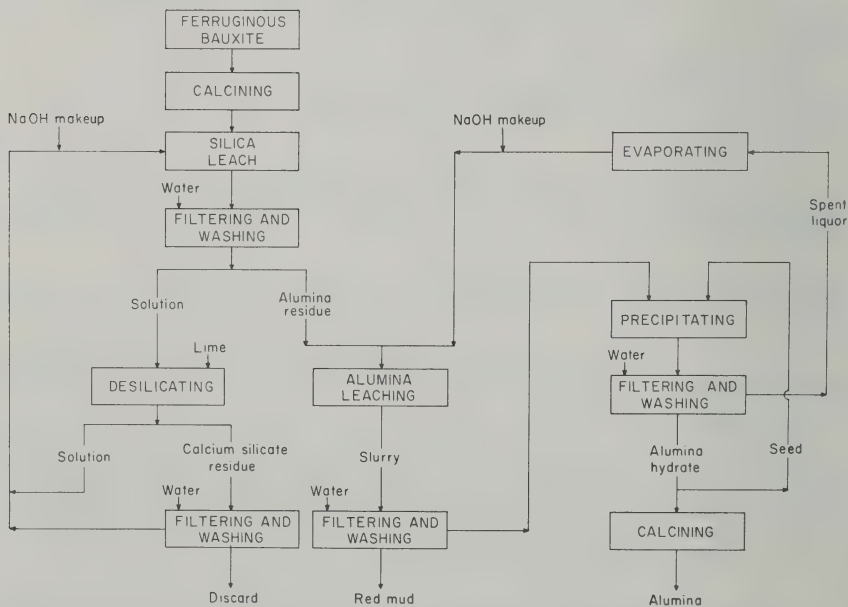 FERRUGINOUS
BAUXITE
CALCINING
NaOH makeup
SILICA
LEACH
Water
FILTERING AND
WASHING
Solution
Alumina
residue
Lime
DESILICATING
Solution
Calcium silicate
residue
Water
FILTERING AND
WASHING
Discard
NaOH makeup
EVAPORATING
Spent
liquor
ALUMINA
LEACHING
Slurry
Water
FILTERING AND
WASHING
Red mud
PRECIPITATING
Water
FILTERING AND
WASHING
Alumina
hydrate
Seed
CALCINING
Alumina